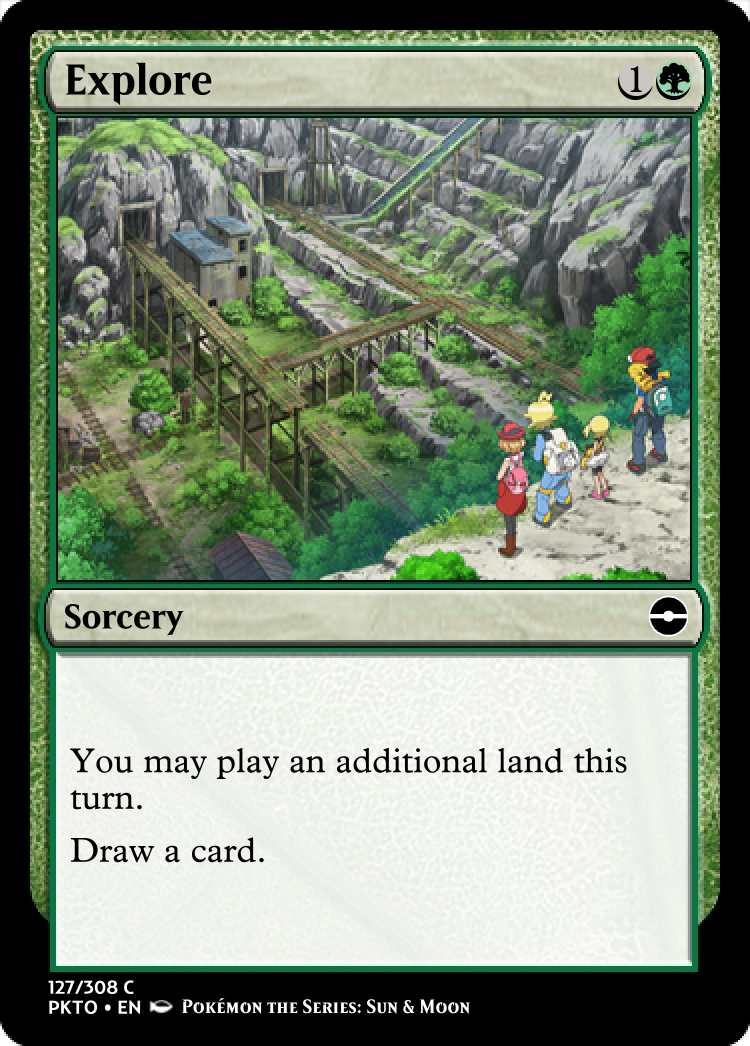 Explore 1
Sorcery
You may play an additional land this
turn.
Draw a card.
127/308 C
PKTO • EN Pokémon the Series: Sun & Moon